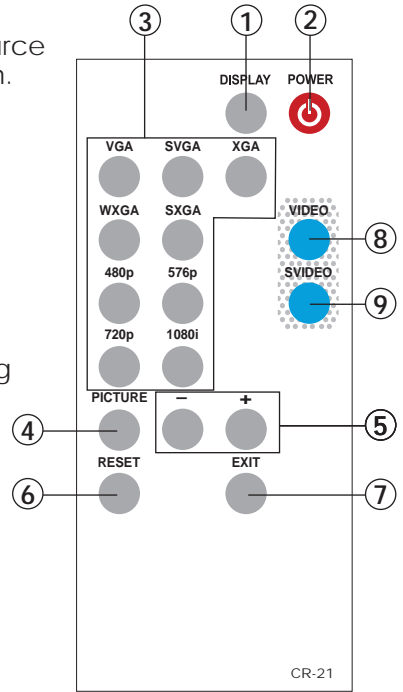 ③ ① ②
urce
n.
DISPLAY POWER
VGA SVGA XGA
WXGA SXGA VIDEO
⑧
480p 576p SVIDEO
⑨
720p 1080i
g
PICTURE − +
④ ⑤
RESET EXIT
⑥ ⑦
CR-21